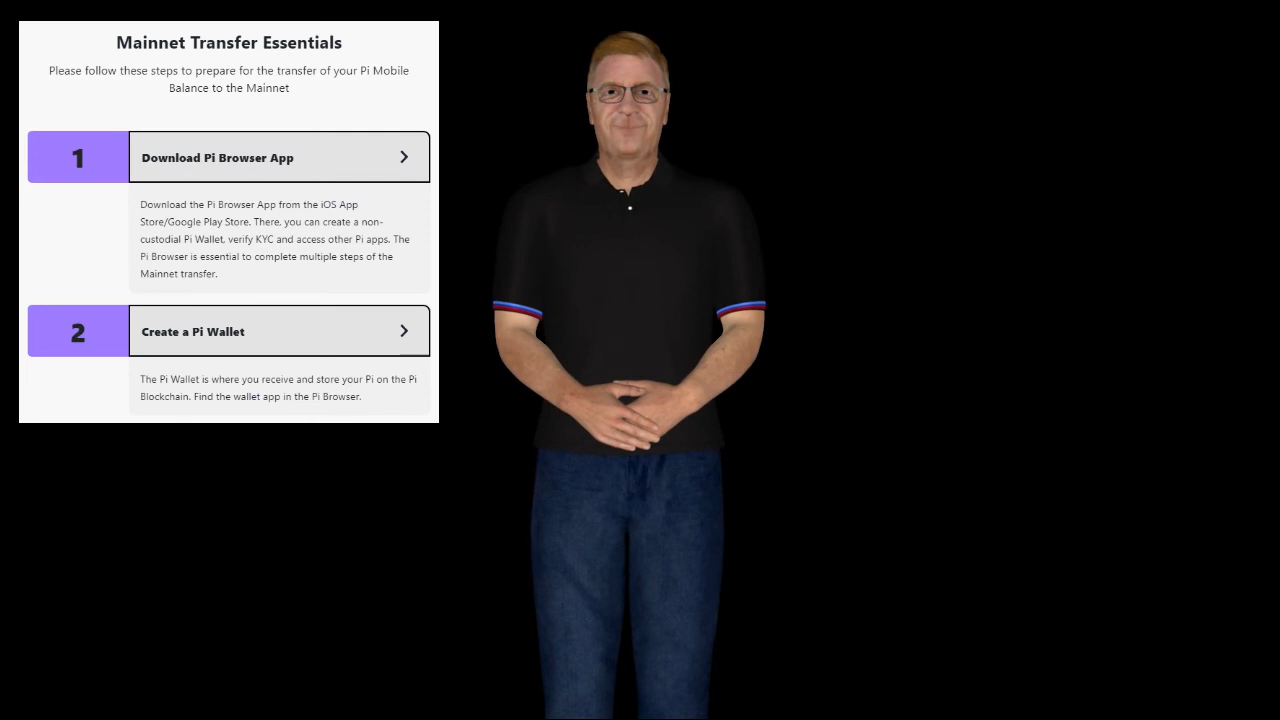 Mainnet Transfer Essentials
Please follow these steps to prepare for the transfer of your Pi Mobile
Balance to the Mainnet
1
Download Pi Browser App
Download the Pi Browser App from the iOS App
Store/Google Play Store. There, you can create a non-
custodial Pi Wallet, verify KYC and access other Pi apps. The
Pi Browser is essential to complete multiple steps of the
Mainnet transfer.
2
Create a Pi Wallet
The Pi Wallet is where you receive and store your Pi on the Pi
Blockchain. Find the wallet app in the Pi Browser.